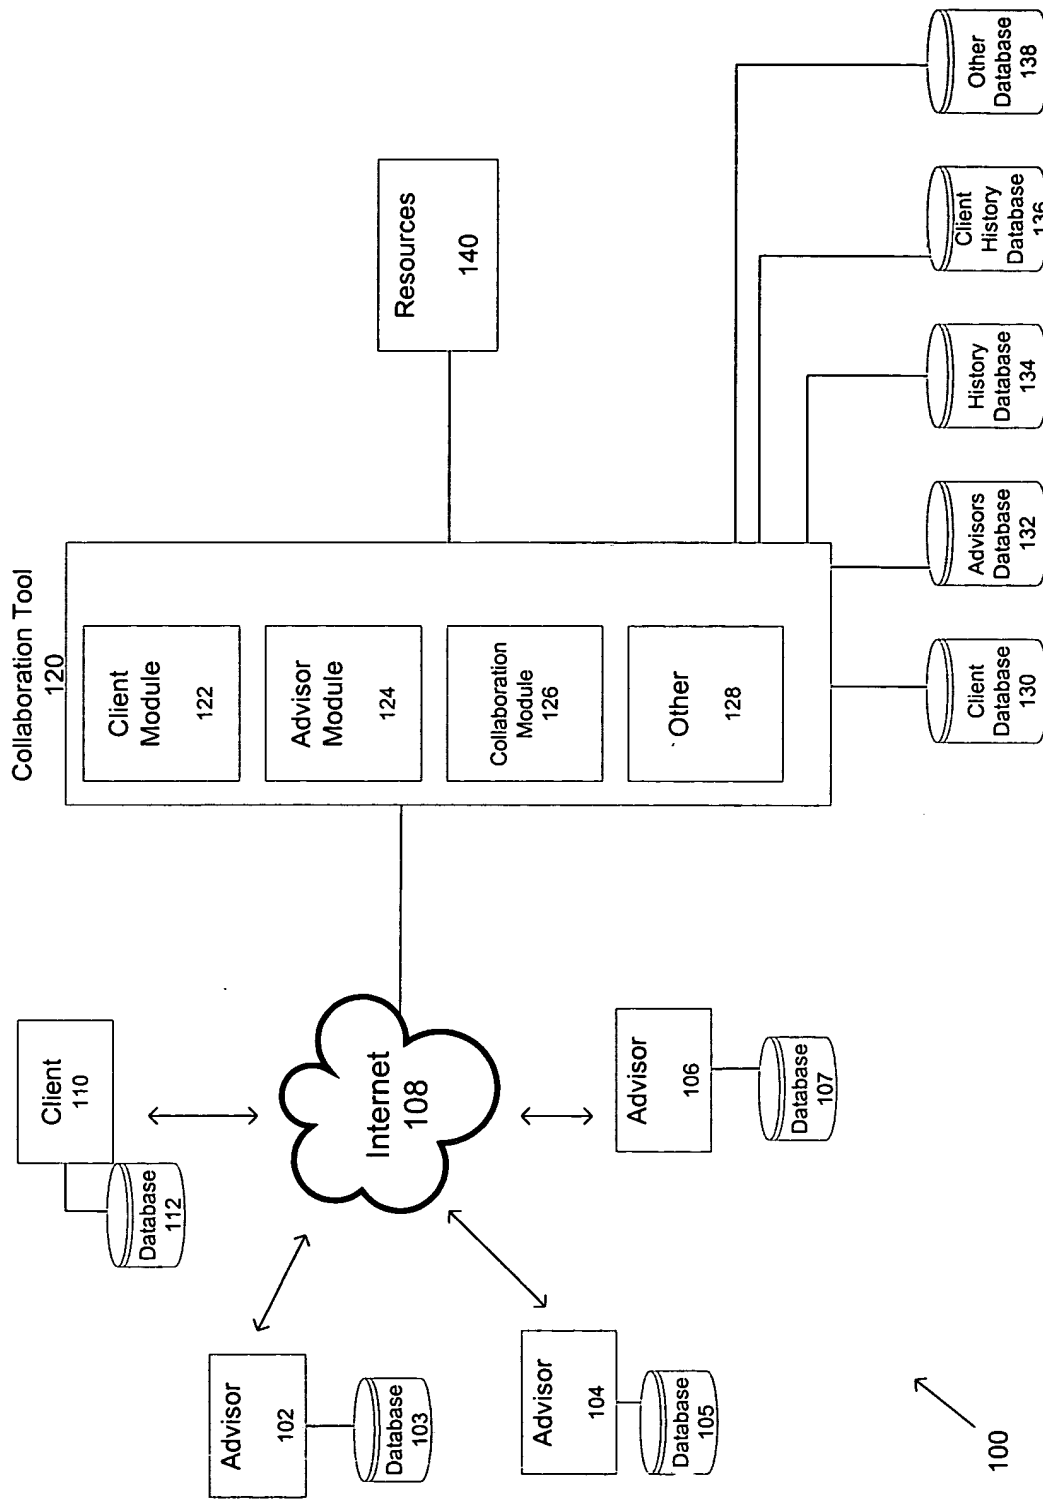 Collaboration Tool
120
Client
Module
122
Advisor
Module
124
Collaboration
Module
126
Other
128
Resources
140
Client
110
Database
112
Internet
108
Advisor
102
Database
103
Advisor
104
Database
105
Advisor
106
Database
107
Client
Database
130
Advisors
Database
132
History
Database
134
Client
History
Database
136
Other
Database
138
100